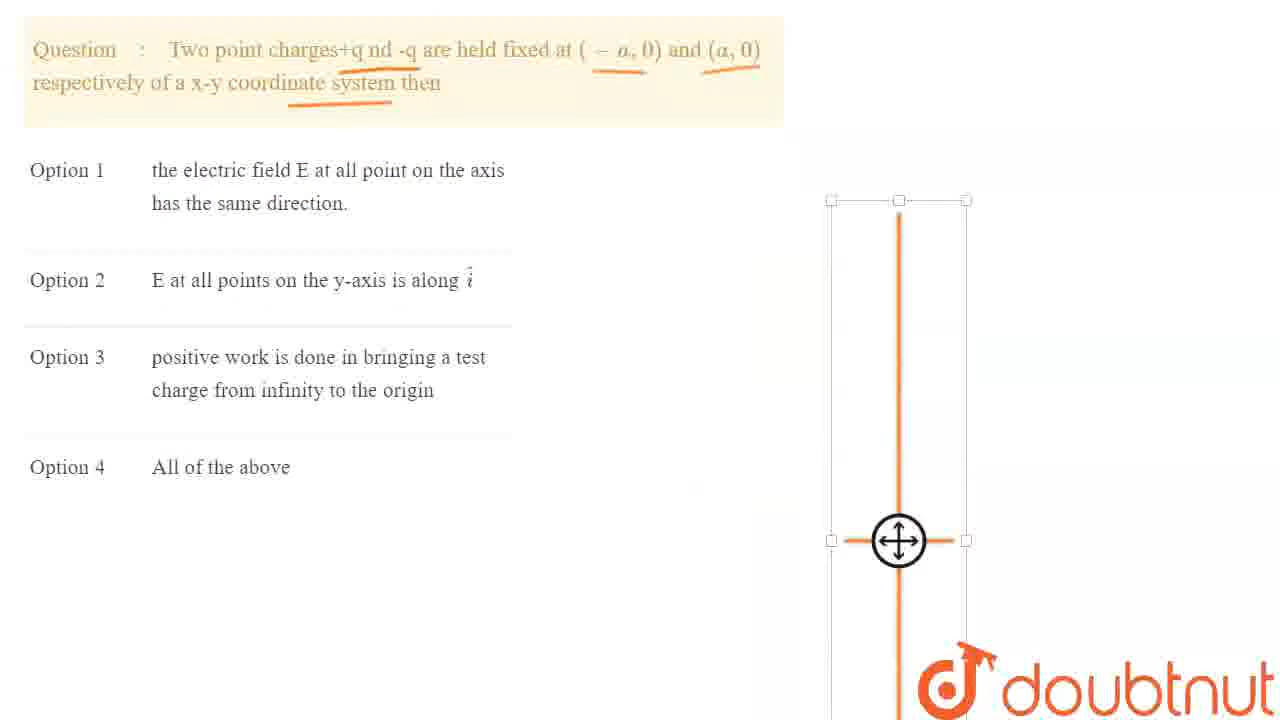 Question : Two point charges+q nd -q are held fixed at ( − a, 0) and (a, 0)
respectively of a x-y coordinate system then
Option 1 the electric field E at all point on the axis
has the same direction.
Option 2 E at all points on the y-axis is along î
Option 3 positive work is done in bringing a test
charge from infinity to the origin
Option 4 All of the above
doubtnut